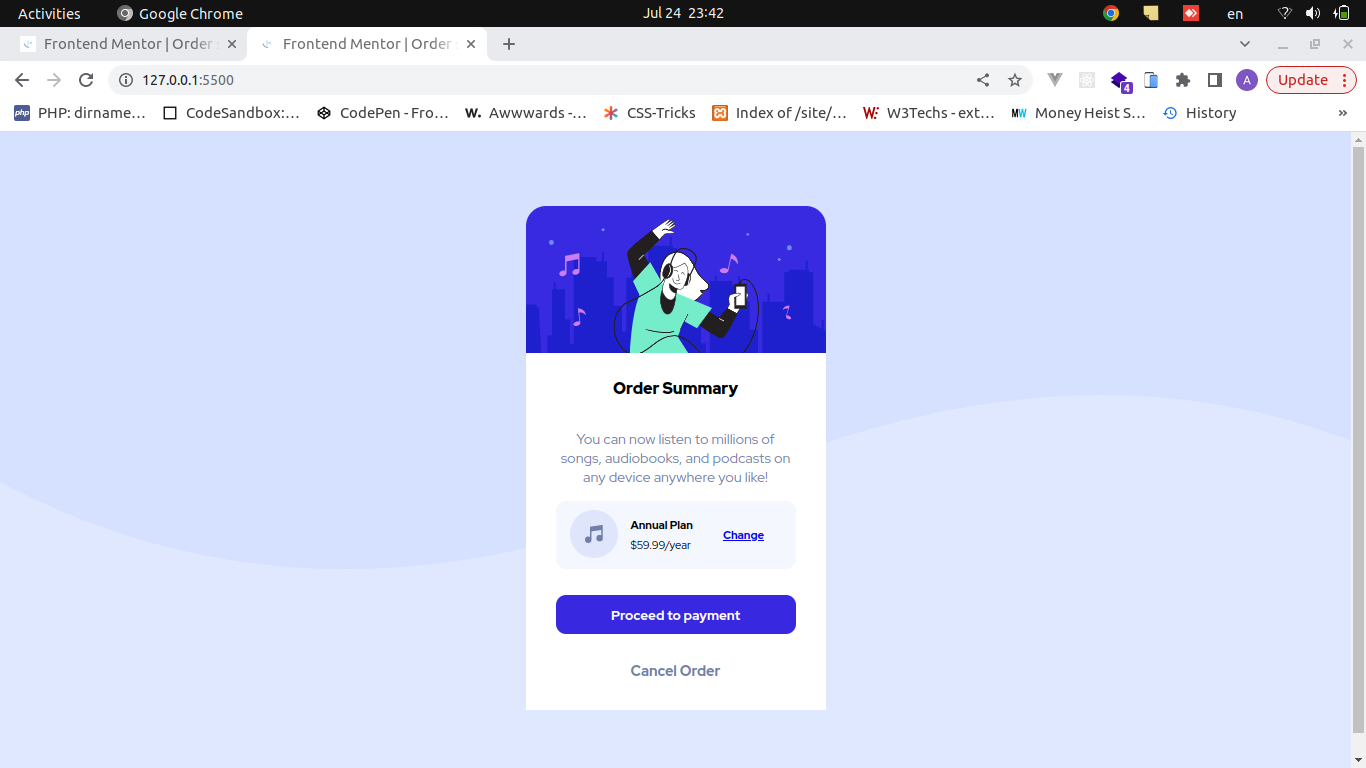 Activities Google Chrome Jul 24 23:42 en
Frontend Mentor | Order Frontend Mentor | Order
127.0.0.1:5500 4 A Update
php PHP: dirname… CodeSandbox:… CodePen - Fro… W. Awwwards -… CSS-Tricks Index of /site/… W W3Techs - ext… MW Money Heist S… History »
Order Summary
You can now listen to millions of
songs, audiobooks, and podcasts on
any device anywhere you like!
Annual Plan
$59.99/year
Change
Proceed to payment
Cancel Order